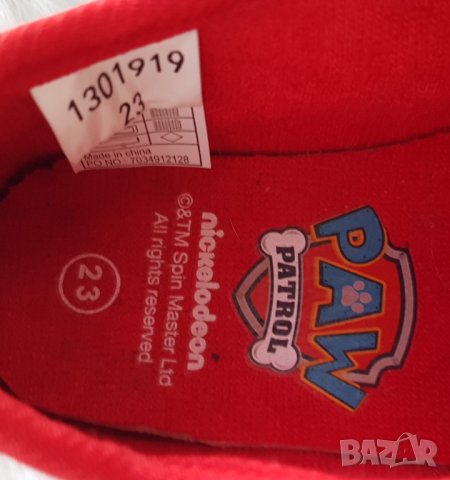 1301919
23
Made in china
PO NO.: 7034912128
PAW
PATROL
nickelodeon
©&TM Spin Master Ltd
All rights reserved
23
BAZAR